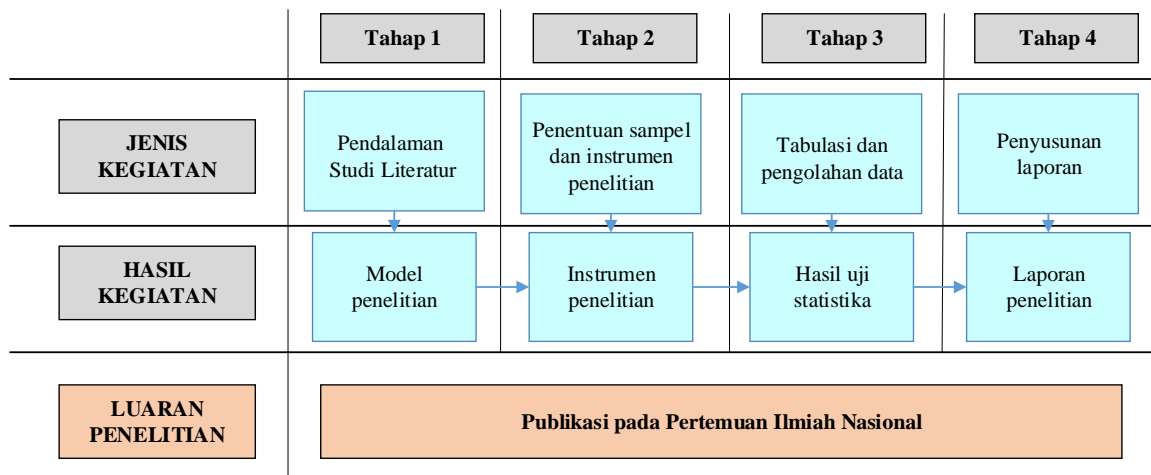 Tahap 1
Tahap 2
Tahap 3
Tahap 4
JENIS
KEGIATAN
Pendalaman
Studi Literatur
Penentuan sampel
dan instrumen
penelitian
Tabulasi dan
pengolahan data
Penyusunan
laporan
HASIL
KEGIATAN
Model
penelitian
Instrumen
penelitian
Hasil uji
statistika
Laporan
penelitian
LUARAN
PENELITIAN
Publikasi pada Pertemuan Ilmiah Nasional